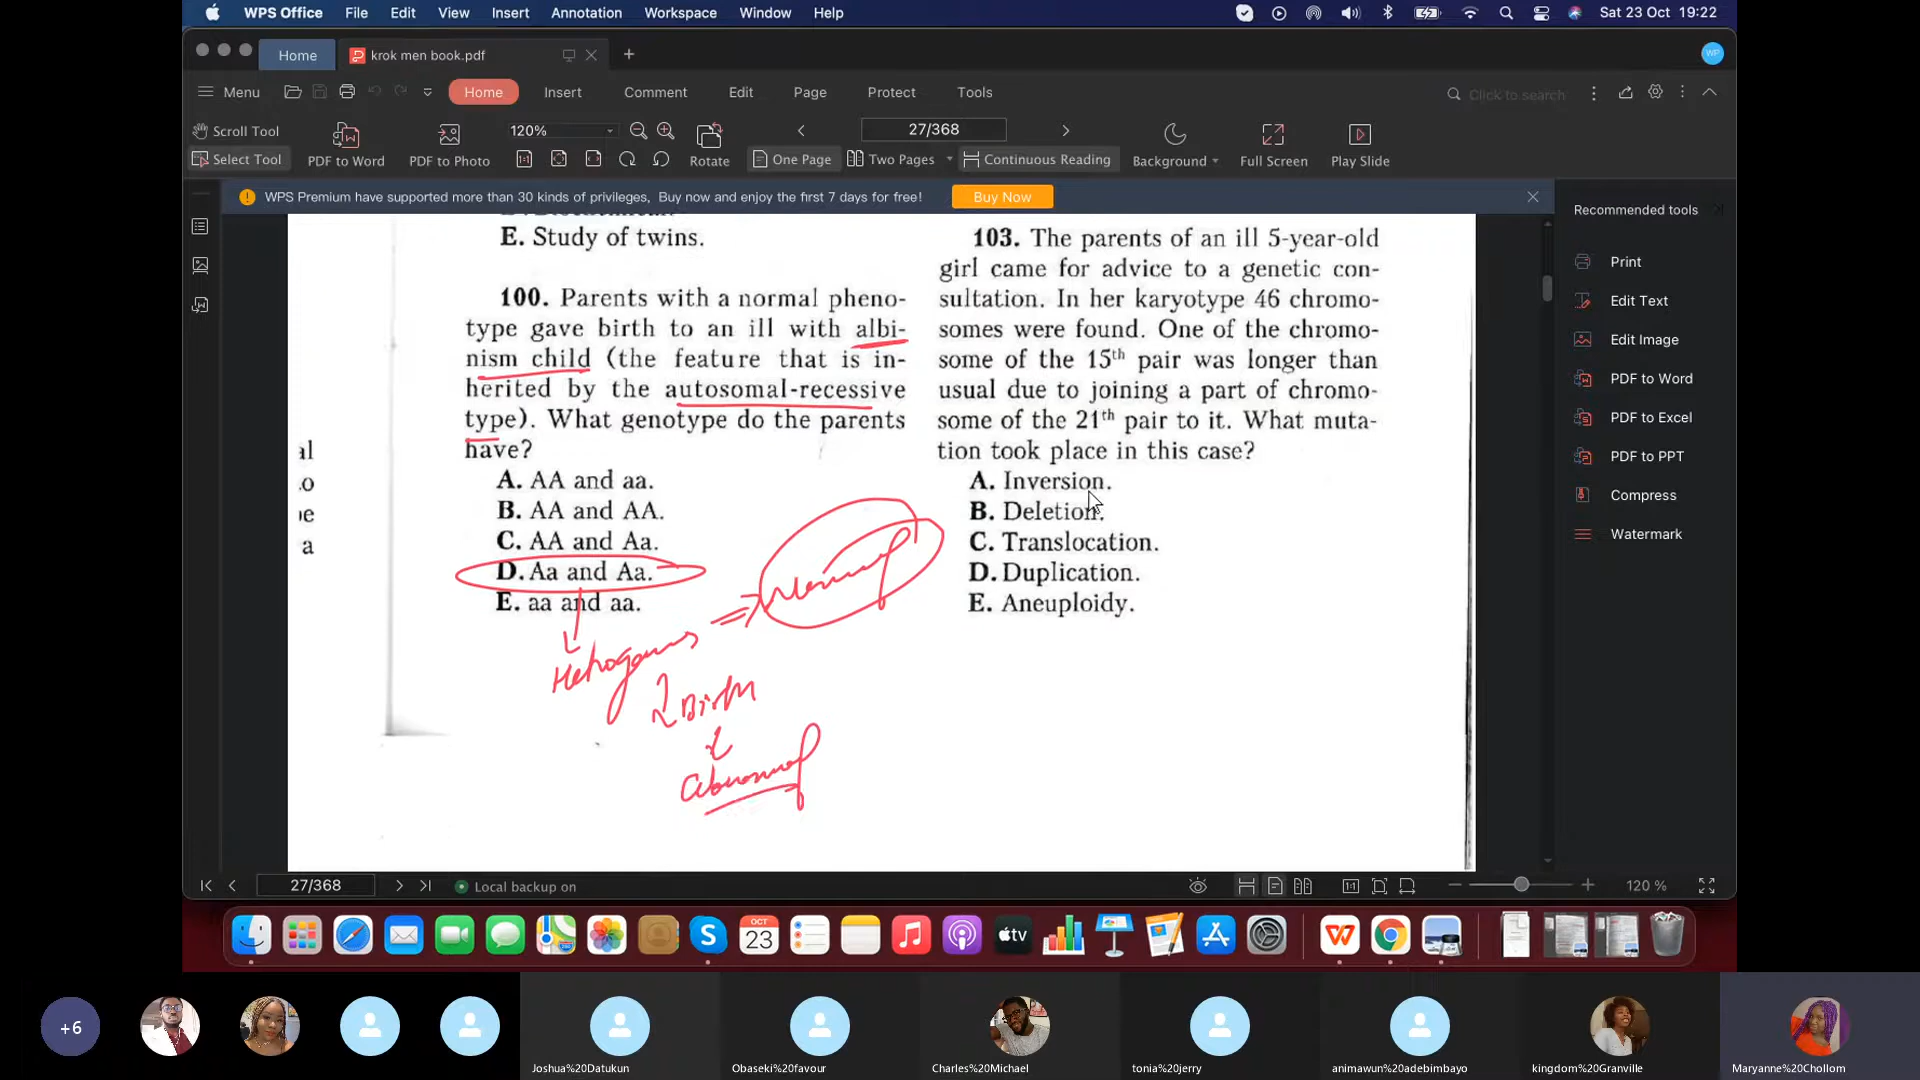 WPS Office File Edit View Insert Annotation Workspace Window Help
Sat 23 Oct 19:22
Home
krok men book.pdf
WP
Menu
Home Insert Comment Edit Page Protect Tools
Click to search
Scroll Tool
Select Tool
PDF to Word
PDF to Photo
120%
Rotate
27/368
One Page
Two Pages
Continuous Reading
Background
Full Screen
Play Slide
WPS Premium have supported more than 30 kinds of privileges, Buy now and enjoy the first 7 days for free!
Buy Now
al
e
a
E. Study of twins.
100. Parents with a normal pheno-
type gave birth to an ill with albi-
nism child (the feature that is in-
herited by the autosomal-recessive
type). What genotype do the parents
have?
A. AA and aa.
B. AA and AA.
C. AA and Aa.
D. Aa and Aa.
E. aa and aa.
Normal
Birth
abnormal
103. The parents of an ill 5-year-old
girl came for advice to a genetic con-
sultation. In her karyotype 46 chromo-
somes were found. One of the chromo-
some of the 15th pair was longer than
usual due to joining a part of chromo-
some of the 21th pair to it. What muta-
tion took place in this case?
A. Inversion.
B. Deletion.
C. Translocation.
D. Duplication.
E. Aneuploidy.
Recommended tools
Print
Edit Text
Edit Image
PDF to Word
PDF to Excel
PDF to PPT
Compress
Watermark
27/368
Local backup on
120 %
OCT
23
tv
+6
Joshua%20Datukun
Obaseki%20favour
Charles%20Michael
tonia%20jerry
animawun%20adebimbayo
kingdom%20Granville
Maryanne%20Chollom